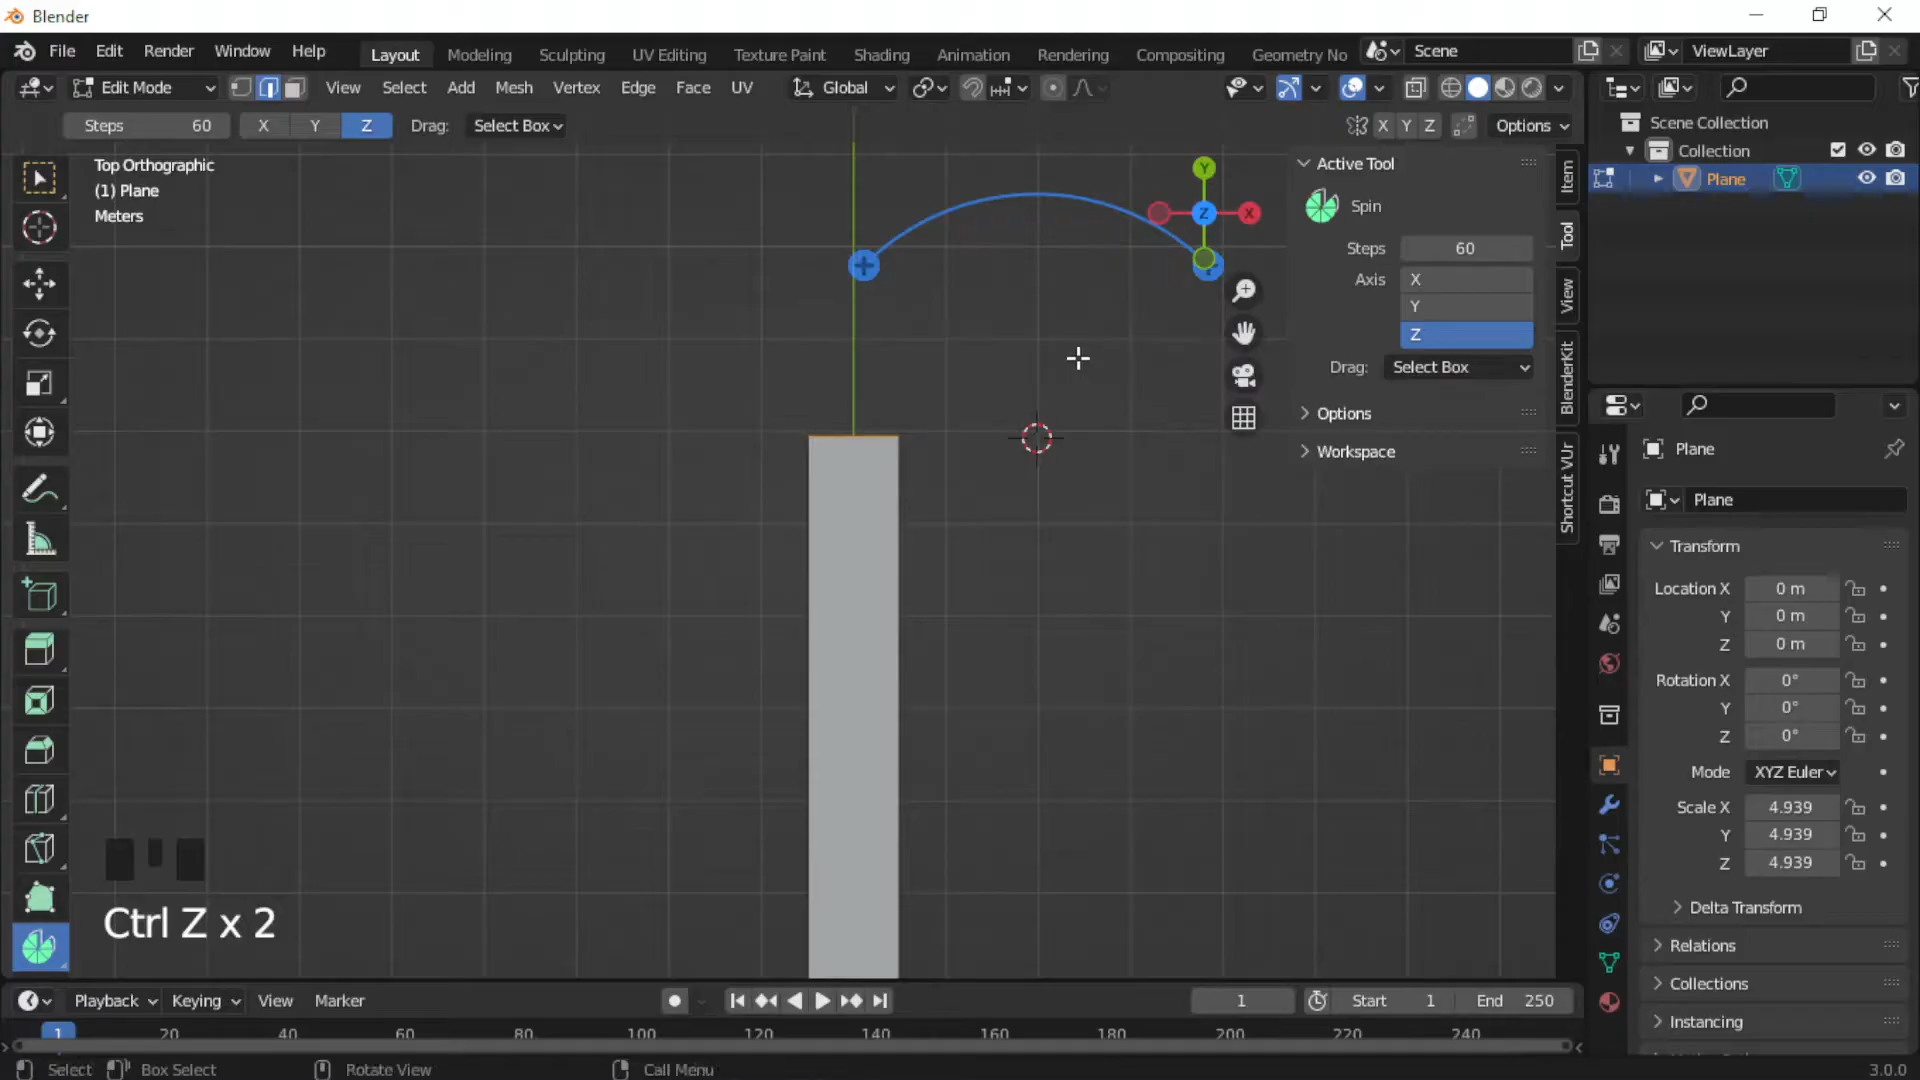 Blender
File Edit Render Window Help Layout Modeling Sculpting UV Editing Texture Paint Shading Animation Rendering Compositing Geometry No Scene ViewLayer
Edit Mode View Select Add Mesh Vertex Edge Face UV Global
Steps 60 X Y Z Drag: Select Box X Y Z Options
Top Orthographic
(1) Plane
Meters
Y
Z
X
Active Tool
Spin
Steps 60
Axis X
Y
Z
Drag: Select Box
Options
Workspace
Item
Tool
View
BlenderKit
Shortcut VUr
Scene Collection
Collection
Plane
Plane
Plane
Transform
Location X 0 m
Y 0 m
Z 0 m
Rotation X 0°
Y 0°
Z 0°
Mode XYZ Euler
Scale X 4.939
Y 4.939
Z 4.939
Delta Transform
Relations
Collections
Instancing
Ctrl Z x 2
Playback Keying View Marker 1 Start 1 End 250
1 20 40 60 80 100 120 140 160 180 200 220 240
Select Box Select Rotate View Call Menu 3.0.0